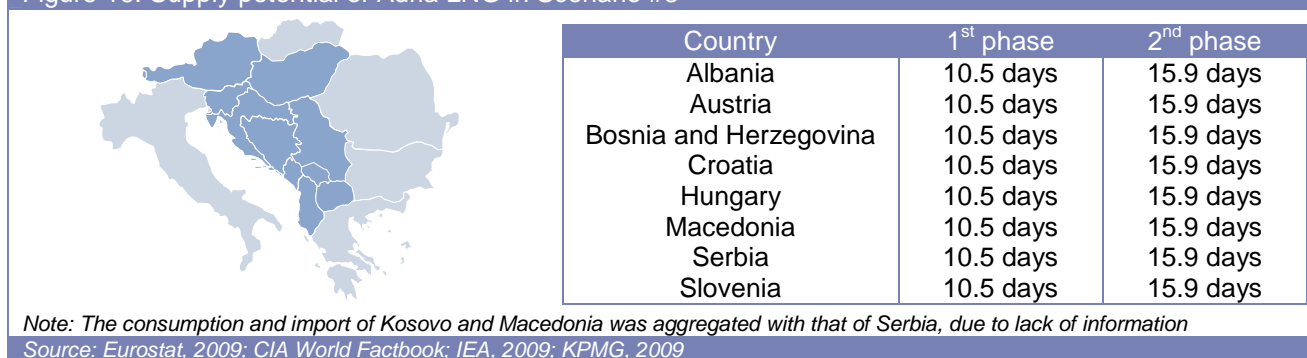 Country 1st phase 2nd phase
Albania 10.5 days 15.9 days
Austria 10.5 days 15.9 days
Bosnia and Herzegovina 10.5 days 15.9 days
Croatia 10.5 days 15.9 days
Hungary 10.5 days 15.9 days
Macedonia 10.5 days 15.9 days
Serbia 10.5 days 15.9 days
Slovenia 10.5 days 15.9 days
Note: The consumption and import of Kosovo and Macedonia was aggregated with that of Serbia, due to lack of information
Source: Eurostat, 2009; CIA World Factbook; IEA, 2009; KPMG, 2009